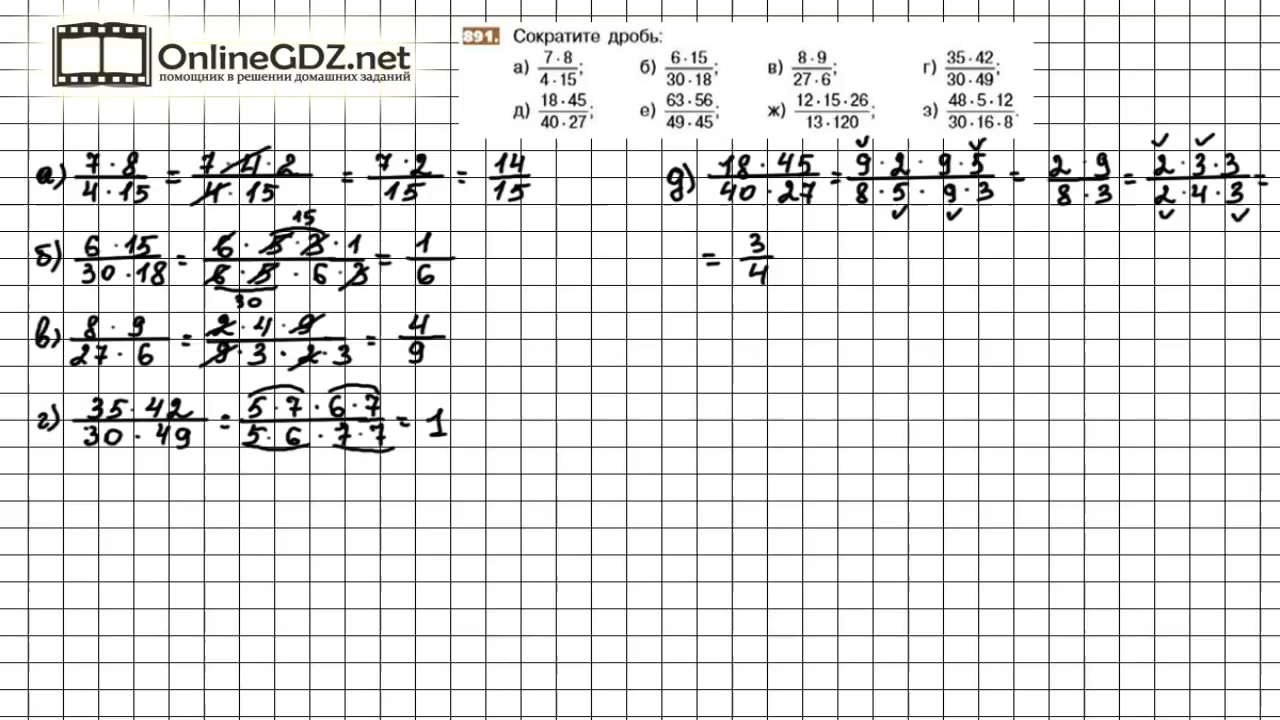 OnlineGDZ.net
помощник в решении домашних заданий
891. Сократите дробь:
а) 7·8/4·15; б) 6·15/30·18; в) 8·9/27·6; г) 35·42/30·49;
д) 18·45/40·27; е) 63·56/49·45; ж) 12·15·26/13·120; з) 48·5·12/30·16·8.
а) 7·8/4·15 = 7·4·2/4·15 = 7·2/15 = 14/15
15
б) 6·15/30·18 = 6·5·3·1/6·5·6·3 = 1/6
30
в) 8·9/27·6 = 2·4·9/9·3·2·3 = 4/9
г) 35·42/30·49 = 5·7·6·7/5·6·7·7 = 1
д) 18·45/40·27 = 9·2·9·5/8·5·9·3 = 2 9/8·3 = 2·3·3/2·4·3 =
= 3/4